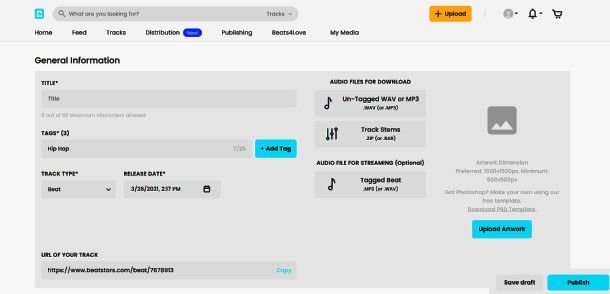 What are you looking for?
Tracks
Upload
Home
Feed
Tracks
Distribution
New!
Publishing
Beats4Love
My Media
General Information
TITLE*
Title
0 out of 60 Maximum characters allowed
TAGS* (3)
Hip Hop
7/25
+ Add Tag
TRACK TYPE*
RELEASE DATE*
Beat
3/26/2021, 2:17 PM
URL OF YOUR TRACK
https://www.beatstars.com/beat/7678913
Copy
AUDIO FILES FOR DOWNLOAD
Un-Tagged WAV or MP3
.WAV (or .MP3)
Track Stems
.ZIP (or .RAR)
AUDIO FILE FOR STREAMING (Optional)
Tagged Beat
.MP3 (or .WAV)
Artwork Dimension
Preferred: 1500x1500px, Minimum:
500x500px
Got Photoshop? Make your own using our
free template.
Download PSD Template.
Upload Artwork
Save draft
Publish